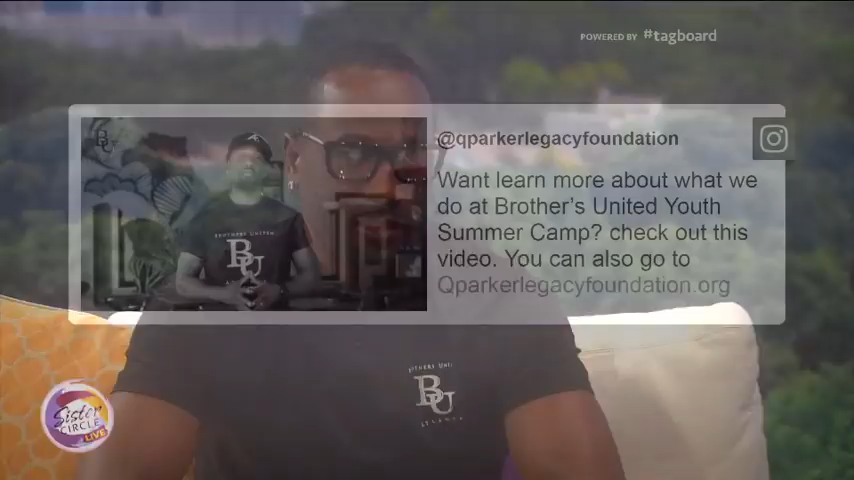 POWERED BY #tagboard
@qparkerlegacyfoundation
Want learn more about what we
do at Brother's United Youth
Summer Camp? check out this
video. You can also go to
Qparkerlegacyfoundation.org
BU
BROTHERS UNITED
BU
BU
Sister
CIRCLE
LIVE